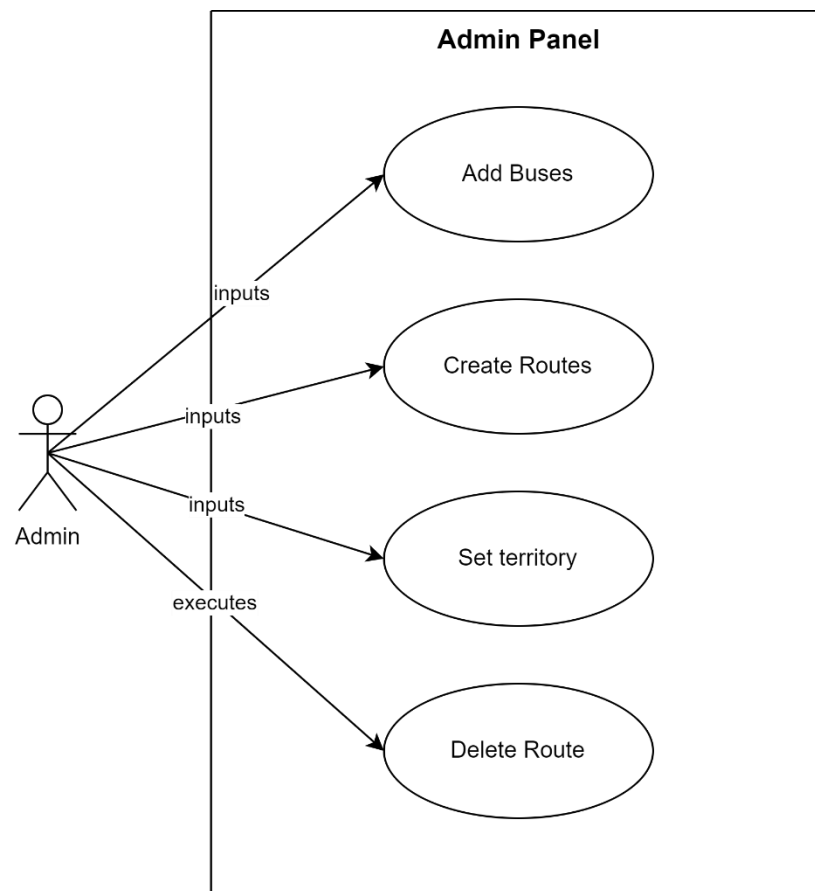 Admin Panel
Add Buses
inputs
Create Routes
inputs
inputs
Admin
Set territory
executes
Delete Route